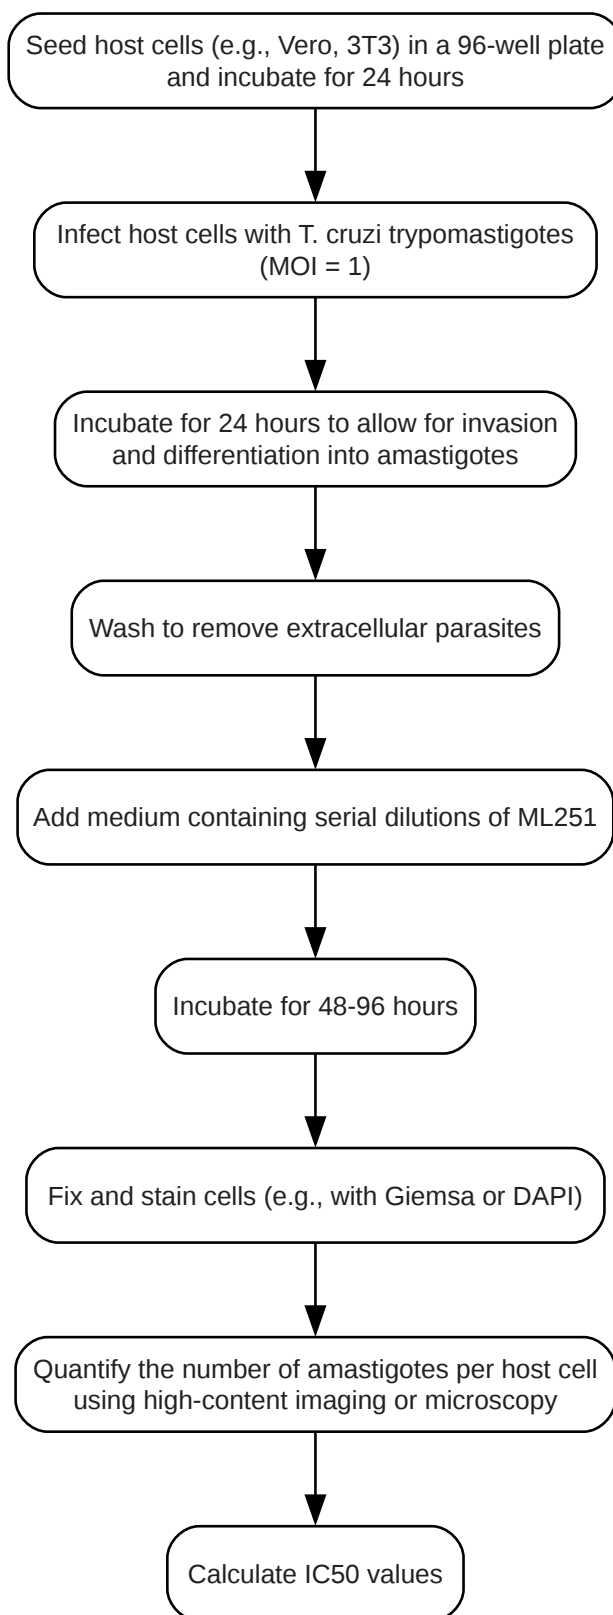 Seed host cells (e.g., Vero, 3T3) in a 96-well plate
and incubate for 24 hours
Infect host cells with T. cruzi trypomastigotes
(MOI = 1)
Incubate for 24 hours to allow for invasion
and differentiation into amastigotes
Wash to remove extracellular parasites
Add medium containing serial dilutions of ML251
Incubate for 48-96 hours
Fix and stain cells (e.g., with Giemsa or DAPI)
Quantify the number of amastigotes per host cell
using high-content imaging or microscopy
Calculate IC50 values